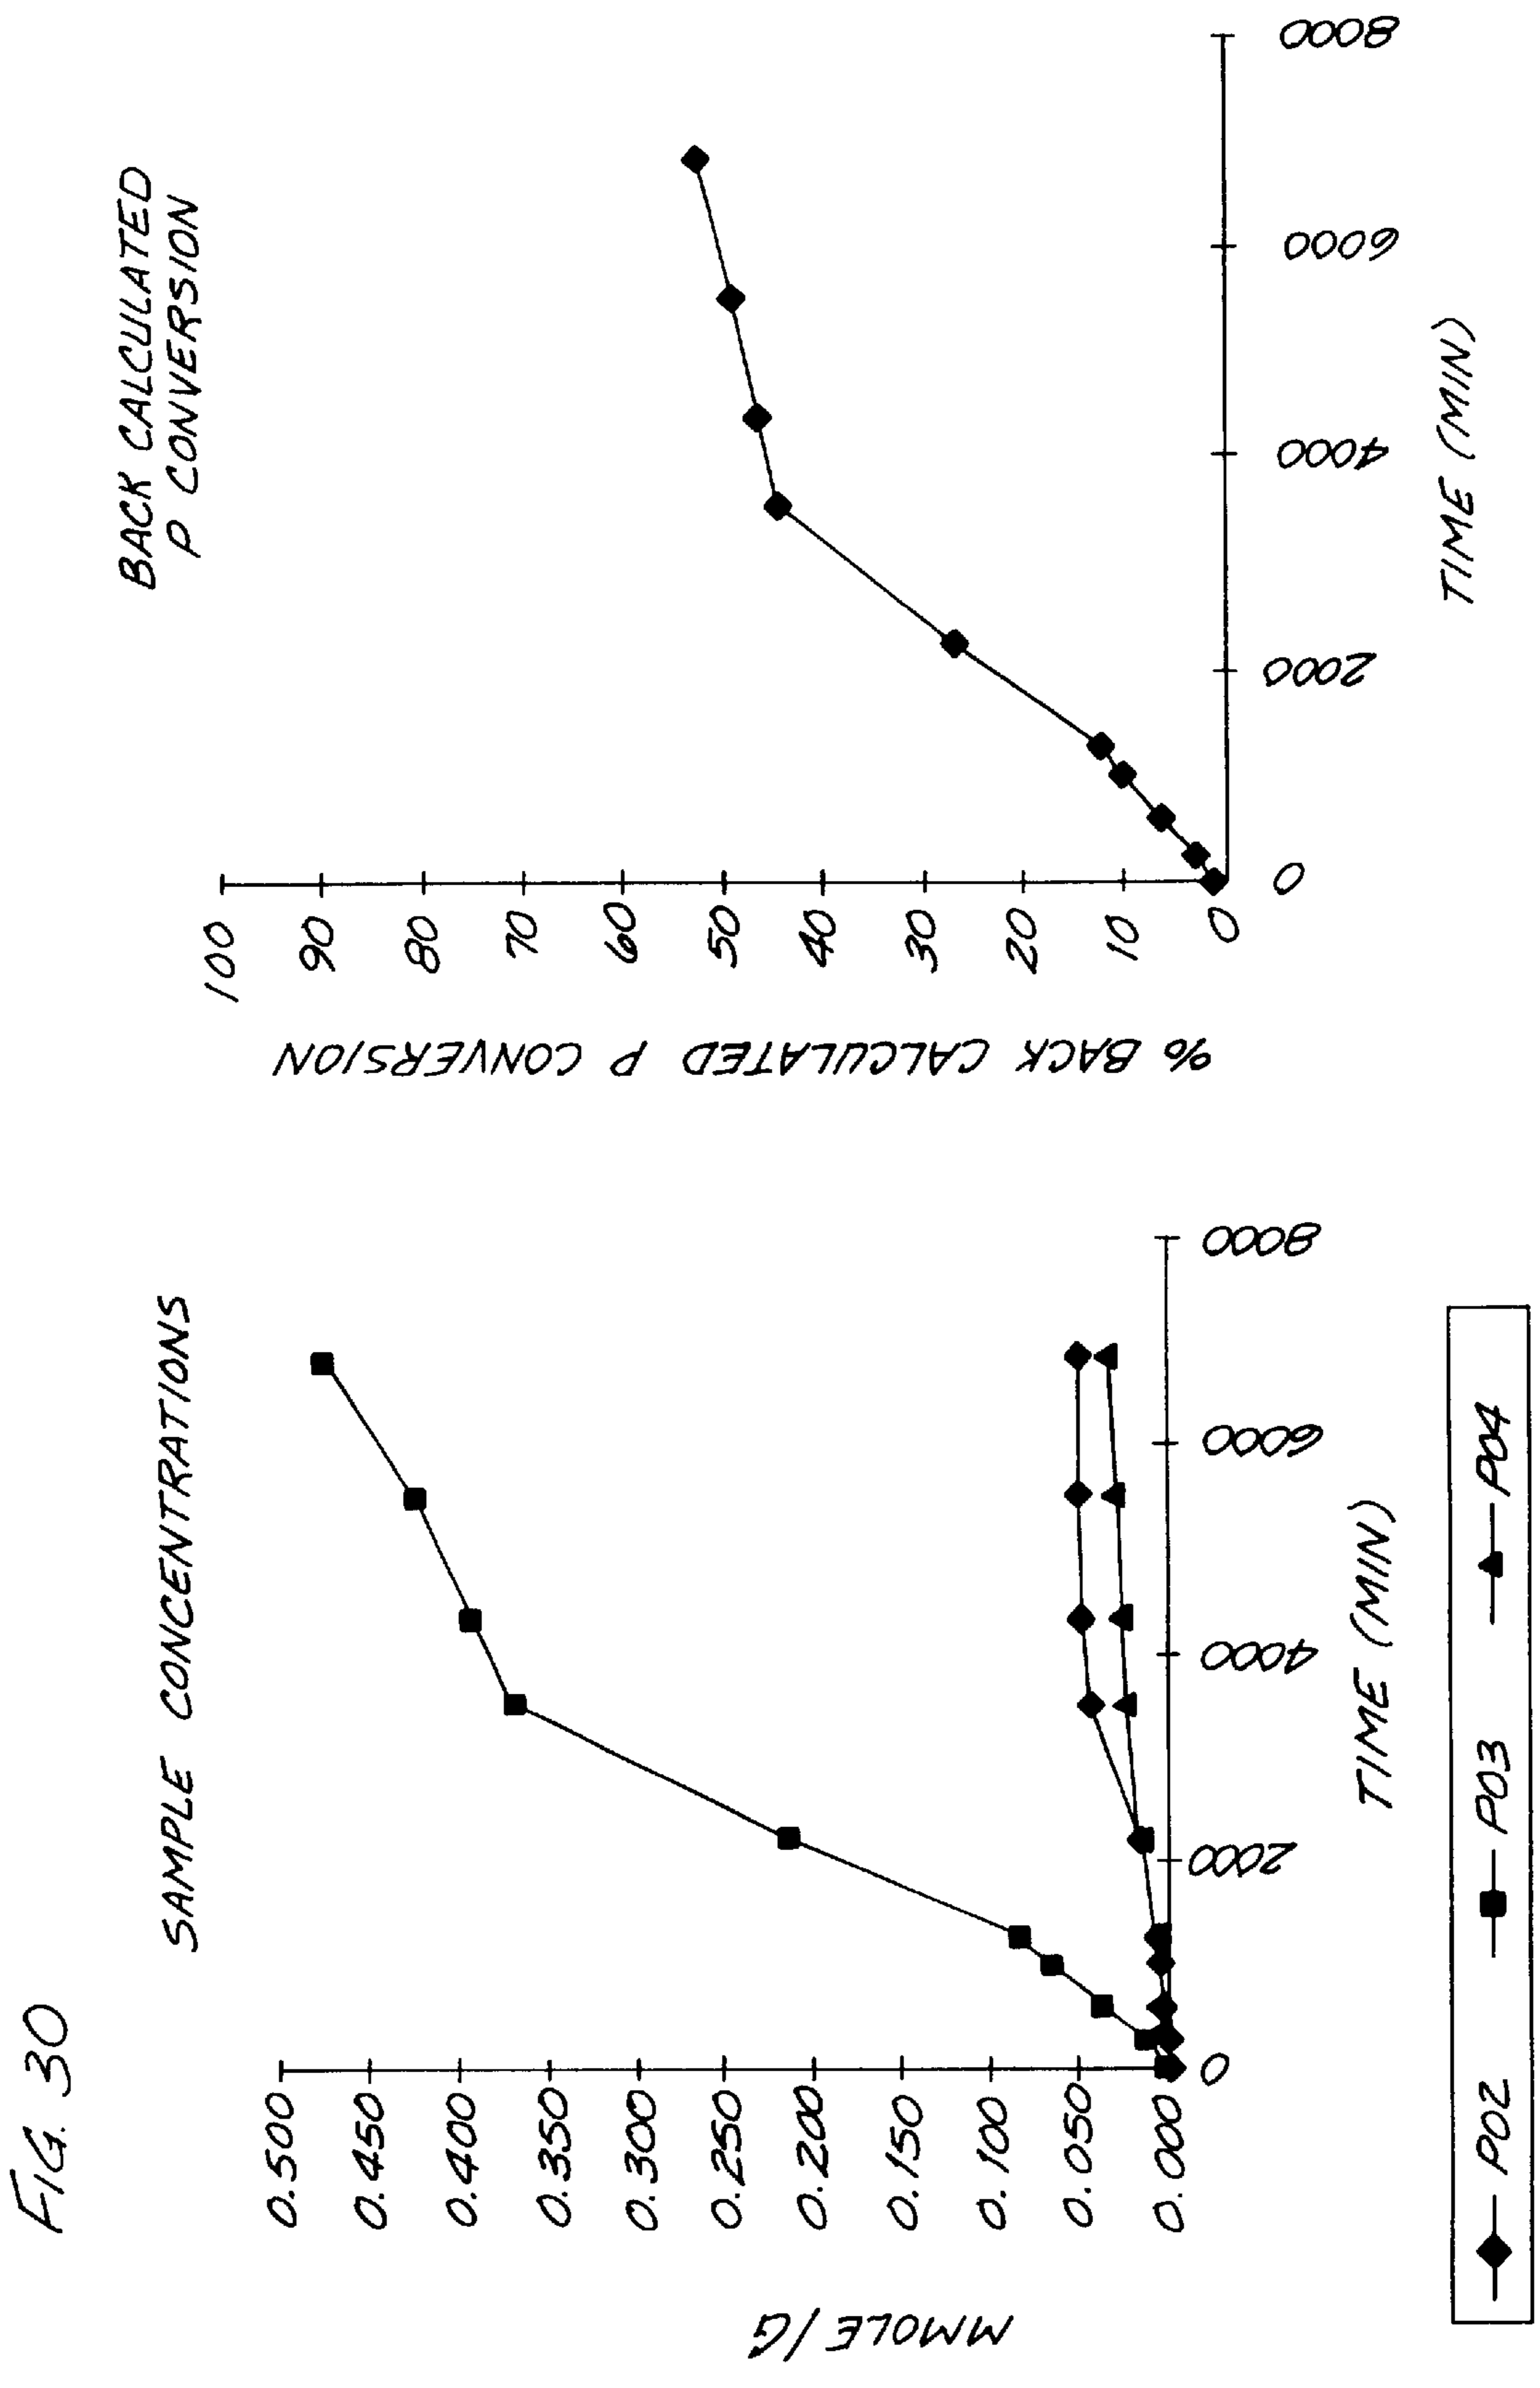 FIG. 30
SAMPLE CONCENTRATIONS
MMOLE/G
0.500
0.450
0.400
0.350
0.300
0.250
0.200
0.150
0.100
0.050
0.000
0
2000
4000
6000
8000
TIME (MIN)
PO2
PO3
PO4
BACK CALCULATED
P CONVERSION
% BACK CALCULATED P CONVERSION
100
90
80
70
60
50
40
30
20
10
0
0
2000
4000
6000
8000
TIME (MIN)